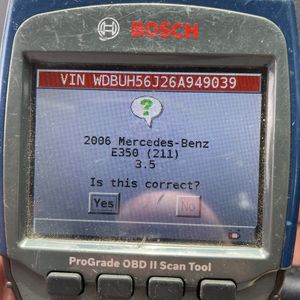 BOSCH
VIN WDBUH56J26A949039
?
2006 Mercedes-Benz
E350 (211)
3.5
Is this correct?
Yes No
ProGrade OBD II Scan Tool